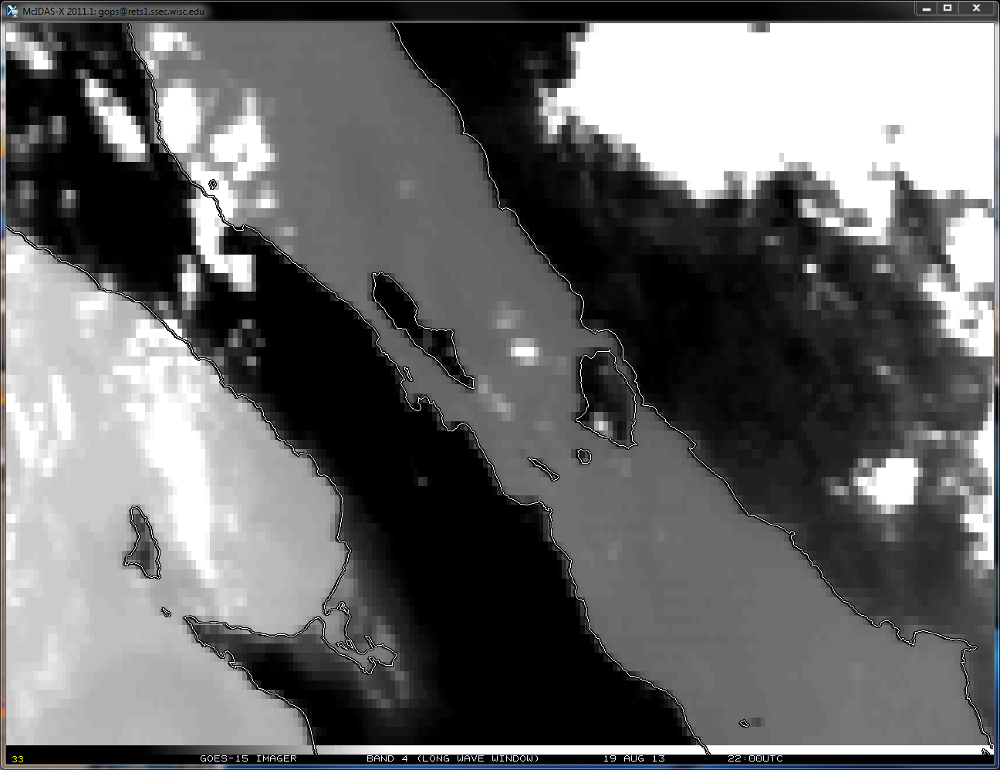 McIDAS-X 2011.1: gops@rets1.ssec.wisc.edu
33 GOES-15 IMAGER BAND 4 (LONG WAVE WINDOW) 19 AUG 13 22:00UTC